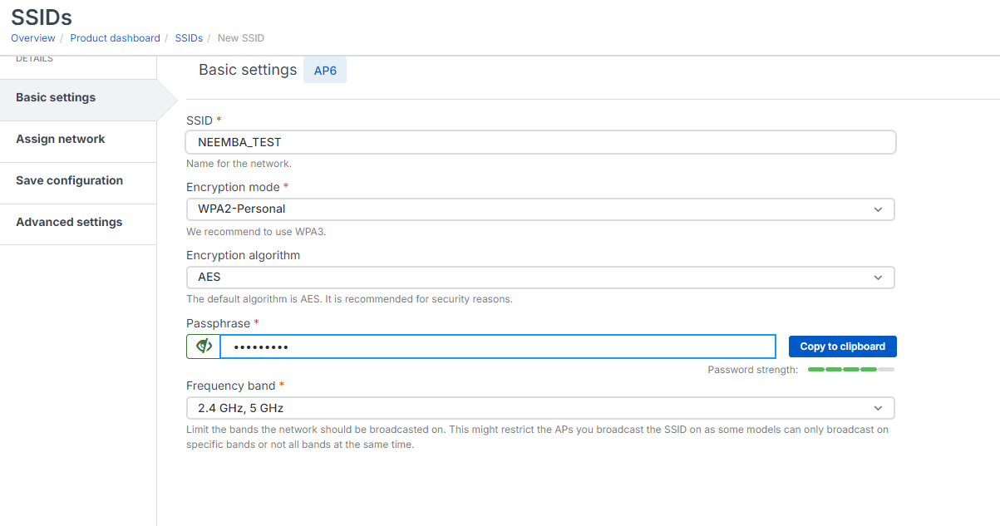 SSIDs
Overview / Product dashboard / SSIDs / New SSID
DETAILS
Basic settings
Assign network
Save configuration
Advanced settings
Basic settings AP6
SSID *
NEEMBA_TEST
Name for the network.
Encryption mode *
WPA2-Personal
We recommend to use WPA3.
Encryption algorithm
AES
The default algorithm is AES. It is recommended for security reasons.
Passphrase *
•••••••••
Copy to clipboard
Password strength:
Frequency band *
2.4 GHz, 5 GHz
Limit the bands the network should be broadcasted on. This might restrict the APs you broadcast the SSID on as some models can only broadcast on
specific bands or not all bands at the same time.